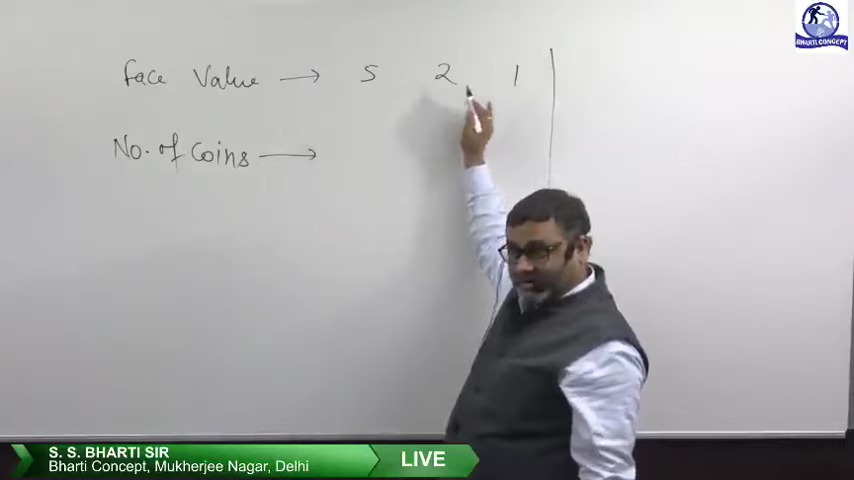 BHARTI CONCEPT
Face Value → 5 2 1
No. of Coins →
S. S. BHARTI SIR
Bharti Concept, Mukherjee Nagar, Delhi
LIVE